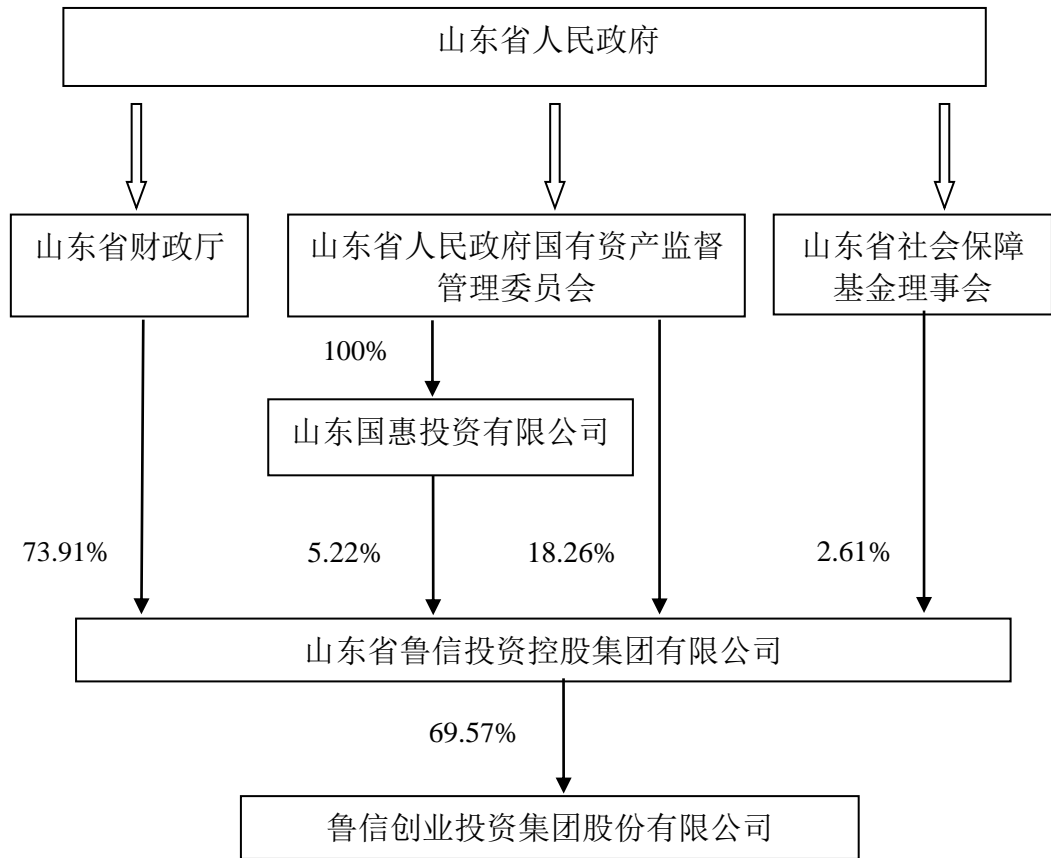 山东省人民政府
山东省财政厅
山东省人民政府国有资产监督
管理委员会
山东省社会保障
基金理事会
100%
山东国惠投资有限公司
73.91%
5.22%
18.26%
2.61%
山东省鲁信投资控股集团有限公司
69.57%
鲁信创业投资集团股份有限公司